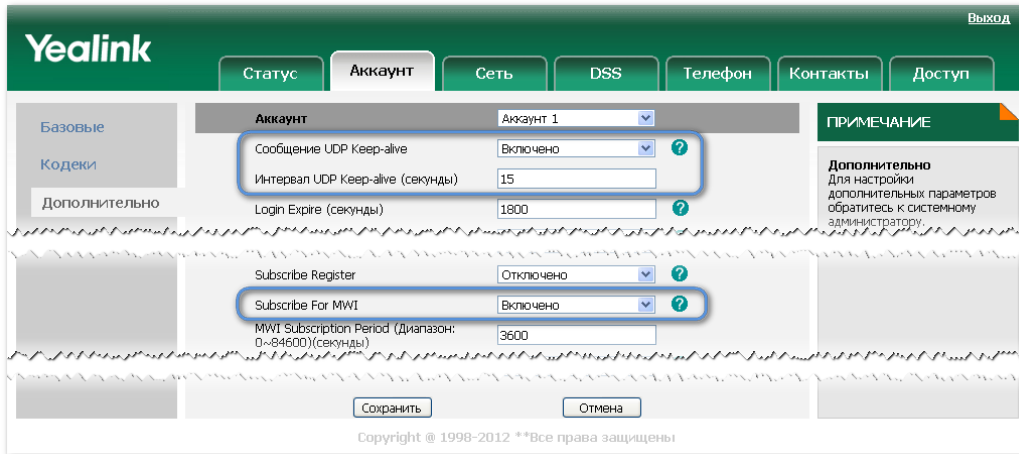 Выход
Yealink
Статус Аккаунт Сеть DSS Телефон Контакты Доступ
Базовые
Кодеки
Дополнительно
Аккаунт Аккаунт 1
Сообщение UDP Keep-alive Включено ?
Интервал UDP Keep-alive (секунды) 15
Login Expire (секунды) 1800 ?
Subscribe Register Отключено ?
Subscribe For MWI Включено ?
MWI Subscription Period (Диапазон:
0~84600)(секунды) 3600
Сохранить Отмена
ПРИМЕЧАНИЕ
Дополнительно
Для настройки
дополнительных параметров
обратитесь к системному
администратору.
Copyright @ 1998-2012 **Все права защищены